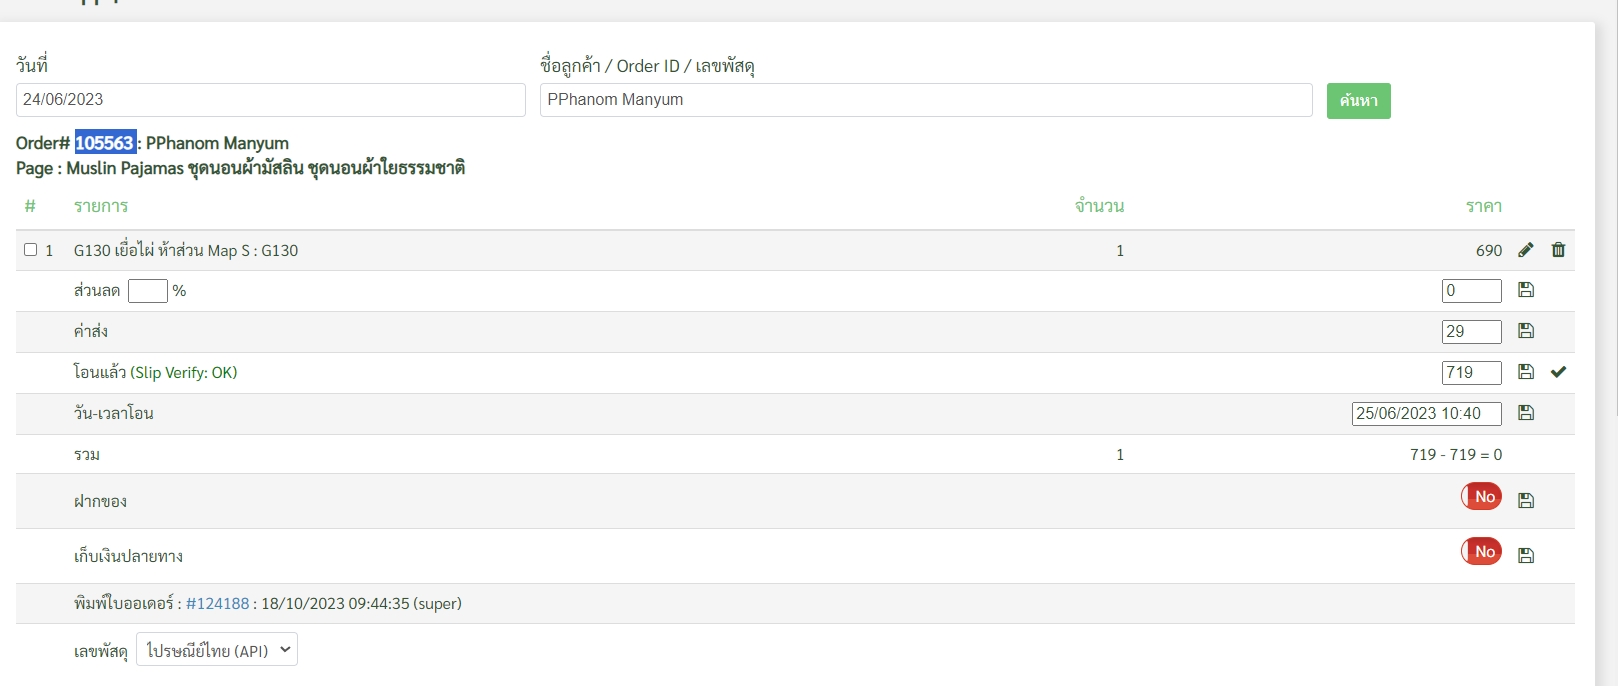 วันที่
ชื่อลูกค้า / Order ID / เลขพัสดุ
24/06/2023
PPhanom Manyum
ค้นหา
Order# 105563 : PPhanom Manyum
Page : Muslin Pajamas ชุดนอนผ้ามัสลิน ชุดนอนผ้าใยธรรมชาติ
# รายการ จำนวน ราคา
1 G130 เยื่อไผ่ ห้าส่วน Map S : G130 1 690
ส่วนลด % 0
ค่าส่ง 29
โอนแล้ว (Slip Verify: OK) 719
วัน-เวลาโอน 25/06/2023 10:40
รวม 1 719 - 719 = 0
ฝากของ No
เก็บเงินปลายทาง No
พิมพ์ใบออเดอร์ : #124188 : 18/10/2023 09:44:35 (super)
เลขพัสดุ ไปรษณีย์ไทย (API)